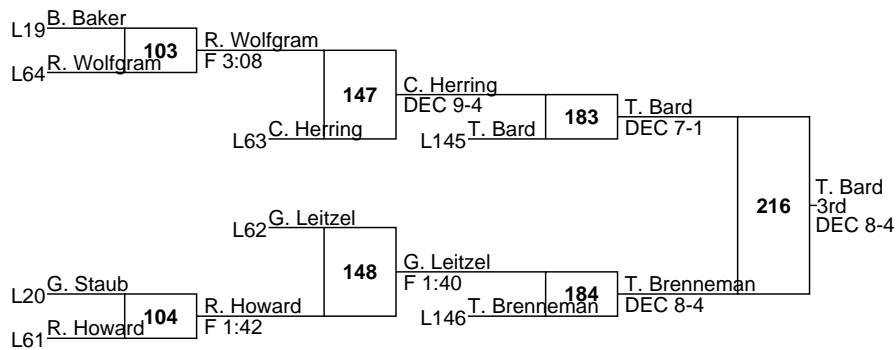 L19 B. Baker
103
R. Wolfgram
F 3:08
L64 R. Wolfgram
147
C. Herring
DEC 9-4
L63 C. Herring
183
L145 T. Bard
T. Bard
DEC 7-1
216
T. Bard
3rd
DEC 8-4
L62 G. Leitzel
148
G. Leitzel
F 1:40
L20 G. Staub
104
R. Howard
F 1:42
L61 R. Howard
184
L146 T. Brenneman
T. Brenneman
DEC 8-4